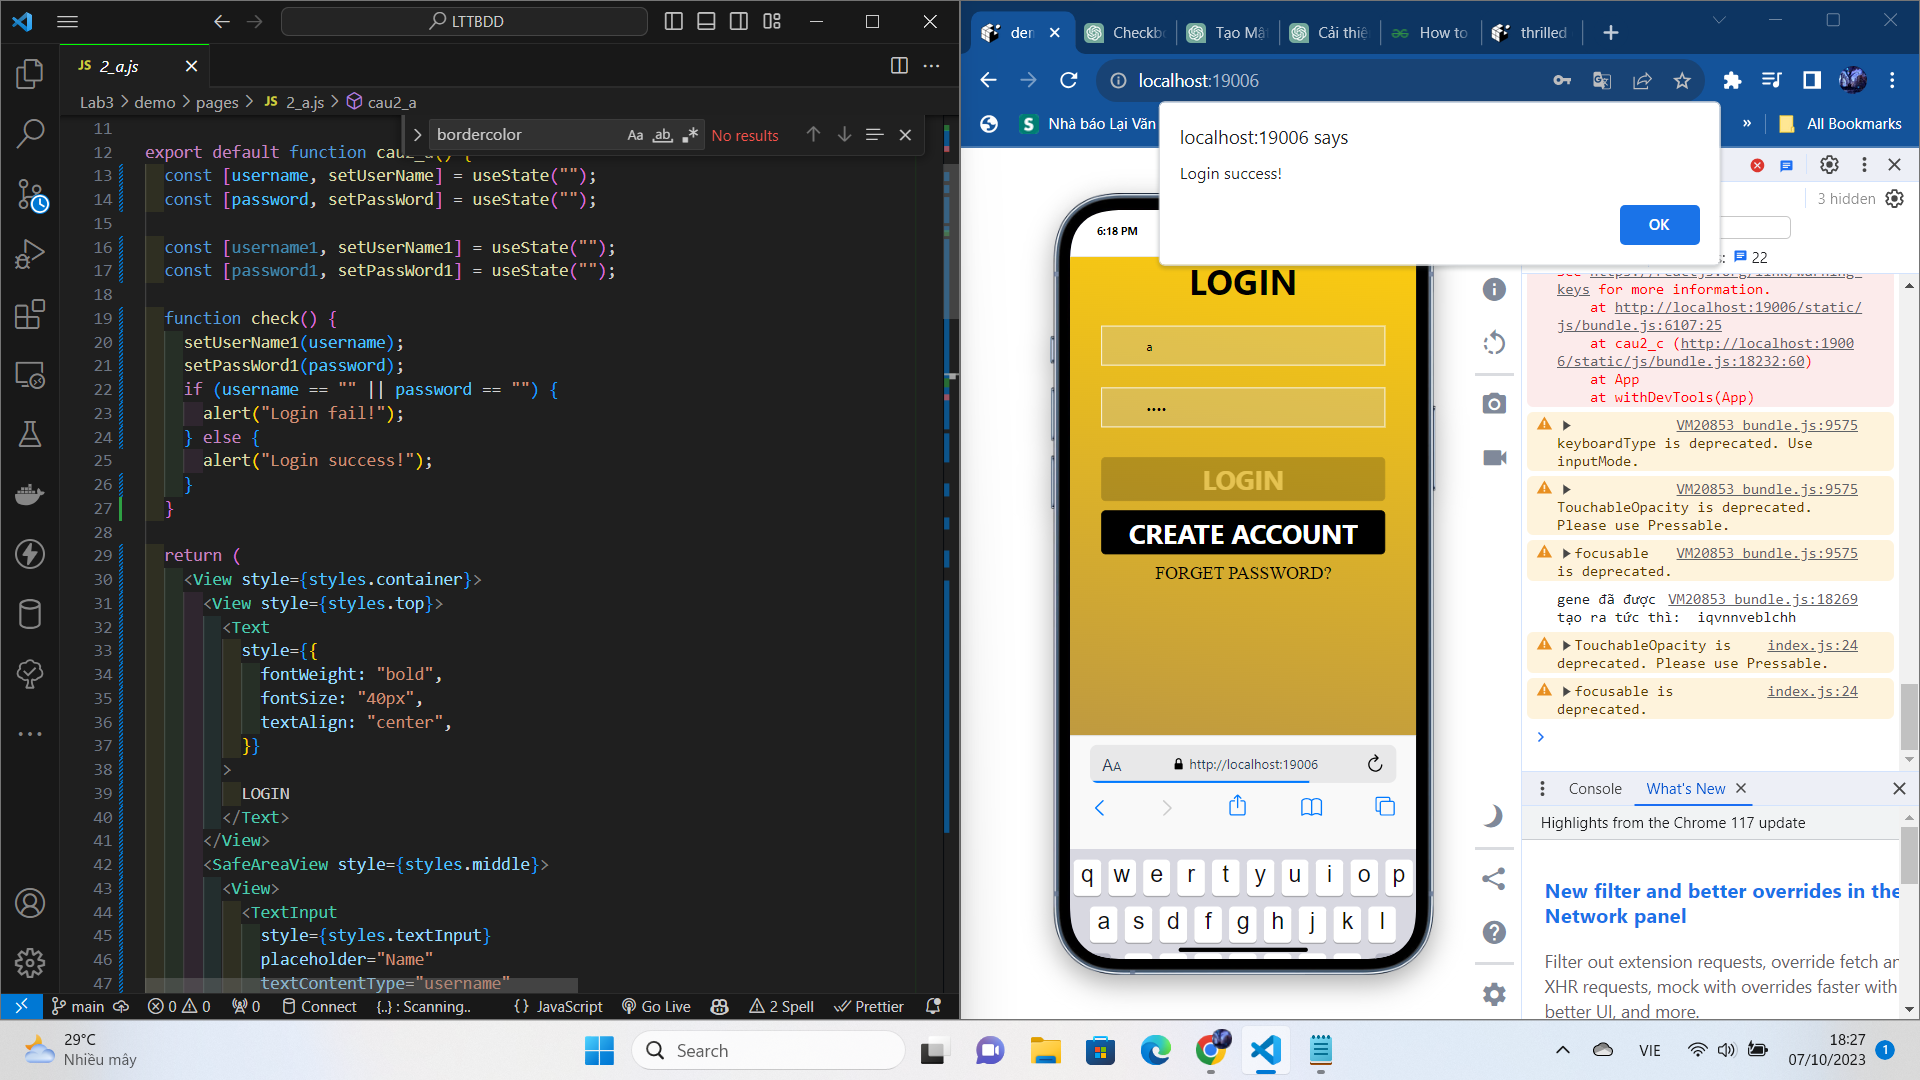 LTTBDD
JS 2_a.js
Lab3 > demo > pages > JS 2_a.js > cau2_a
bordercolor
Aa ab .*
No results
11
12 export default function cau2_a() {
13 const [username, setUserName] = useState("");
14 const [password, setPassWord] = useState("");
15
16 const [username1, setUserName1] = useState("");
17 const [password1, setPassWord1] = useState("");
18
19 function check() {
20 setUserName1(username);
21 setPassWord1(password);
22 if (username == "" || password == "") {
23 alert("Login fail!");
24 } else {
25 alert("Login success!");
26 }
27 }
28
29 return (
30 <View style={styles.container}>
31 <View style={styles.top}>
32 <Text
33 style={{
34 fontWeight: "bold",
35 fontSize: "40px",
36 textAlign: "center",
37 }}
38 >
39 LOGIN
40 </Text>
41 </View>
42 <SafeAreaView style={styles.middle}>
43 <View>
44 <TextInput
45 style={styles.textInput}
46 placeholder="Name"
47 textContentType="username"
main
0 0
0
Connect
{..} : Scanning..
{ } JavaScript
Go Live
2 Spell
Prettier
den
Checkbo
Tạo Mật
Cải thiệ
How to
thrilled
localhost:19006
Nhà báo Lại Văn
»
All Bookmarks
localhost:19006 says
Login success!
OK
6:18 PM
LOGIN
a
••••
LOGIN
CREATE ACCOUNT
FORGET PASSWORD?
AA
http://localhost:19006
q w e r t y u i o p
a s d f g h j k l
3 hidden
22
See https://reactjs.org/link/warning-
keys for more information.
at http://localhost:19006/static/
js/bundle.js:6107:25
at cau2_c (http://localhost:1900
6/static/js/bundle.js:18232:60)
at App
at withDevTools(App)
VM20853 bundle.js:9575
keyboardType is deprecated. Use
inputMode.
VM20853 bundle.js:9575
TouchableOpacity is deprecated.
Please use Pressable.
focusable VM20853 bundle.js:9575
is deprecated.
gene đã được VM20853 bundle.js:18269
tạo ra tức thì: iqvnnveblchh
TouchableOpacity is index.js:24
deprecated. Please use Pressable.
focusable is index.js:24
deprecated.
Console
What's New
Highlights from the Chrome 117 update
New filter and better overrides in the
Network panel
Filter out extension requests, override fetch an
XHR requests, mock with overrides faster with
better UI, and more.
29°C
Nhiều mây
Search
VIE
18:27
07/10/2023
1